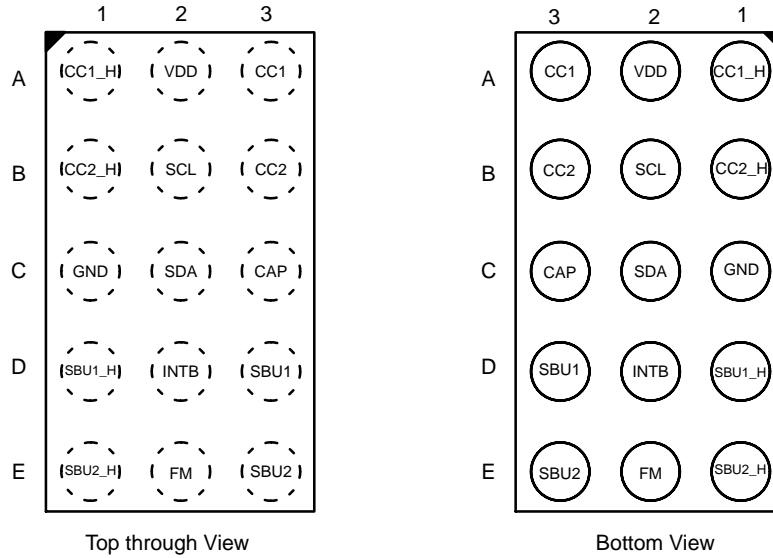 1 2 3
A CC1_H VDD CC1
B CC2_H SCL CC2
C GND SDA CAP
D SBU1_H INTB SBU1
E SBU2_H FM SBU2
Top through View
3 2 1
A CC1 VDD CC1_H
B CC2 SCL CC2_H
C CAP SDA GND
D SBU1 INTB SBU1_H
E SBU2 FM SBU2_H
Bottom View